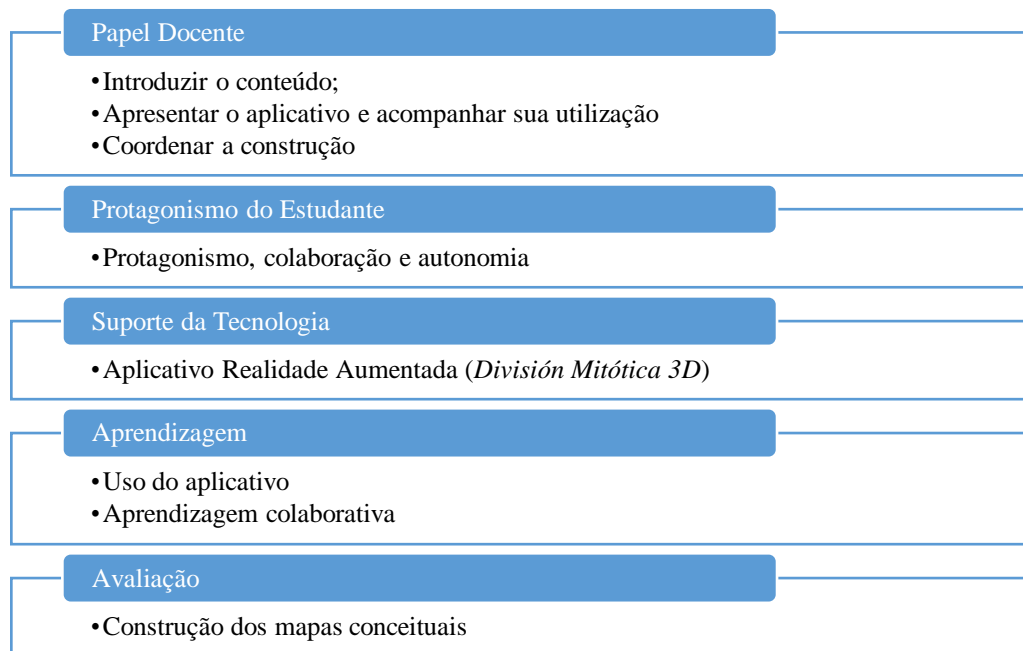 Papel Docente
•Introduzir o conteúdo;
•Apresentar o aplicativo e acompanhar sua utilização
•Coordenar a construção
Protagonismo do Estudante
•Protagonismo, colaboração e autonomia
Suporte da Tecnologia
•Aplicativo Realidade Aumentada (División Mitótica 3D)
Aprendizagem
•Uso do aplicativo
•Aprendizagem colaborativa
Avaliação
•Construção dos mapas conceituais